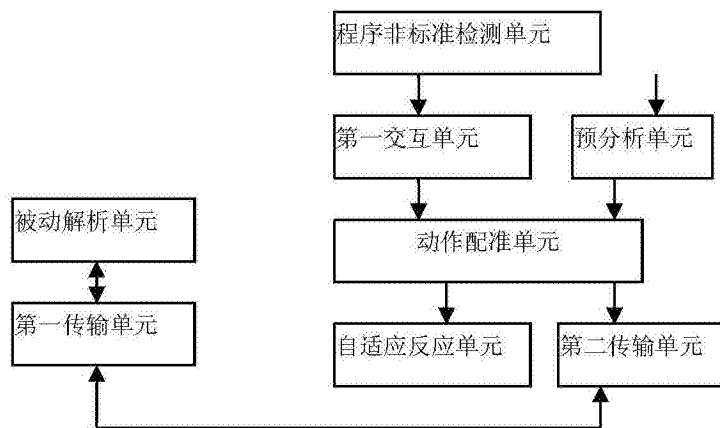 程序非标准检测单元
第一交互单元
预分析单元
被动解析单元
动作配准单元
第一传输单元
自适应反应单元
第二传输单元